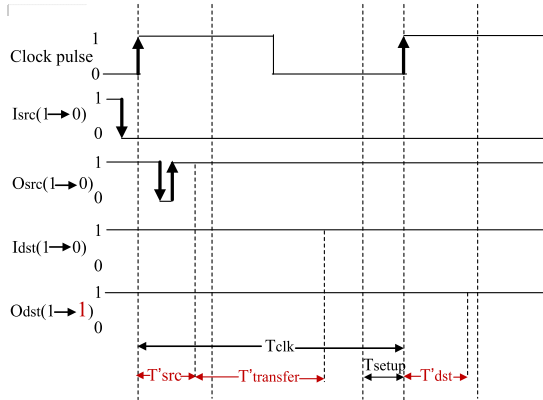 1
Clock pulse
0
1
Isrc(1→0)
0
1
Osrc(1→0)
0
1
Idst(1→0)
0
1
Odst(1→1)
0
Tclk
Tsetup
T'src T'transfer T'dst